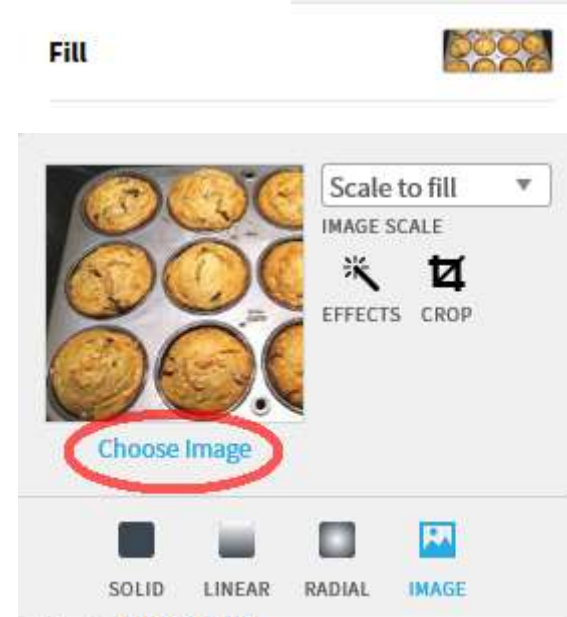 Fill
Scale to fill
IMAGE SCALE
EFFECTS CROP
Choose Image
SOLID LINEAR RADIAL IMAGE